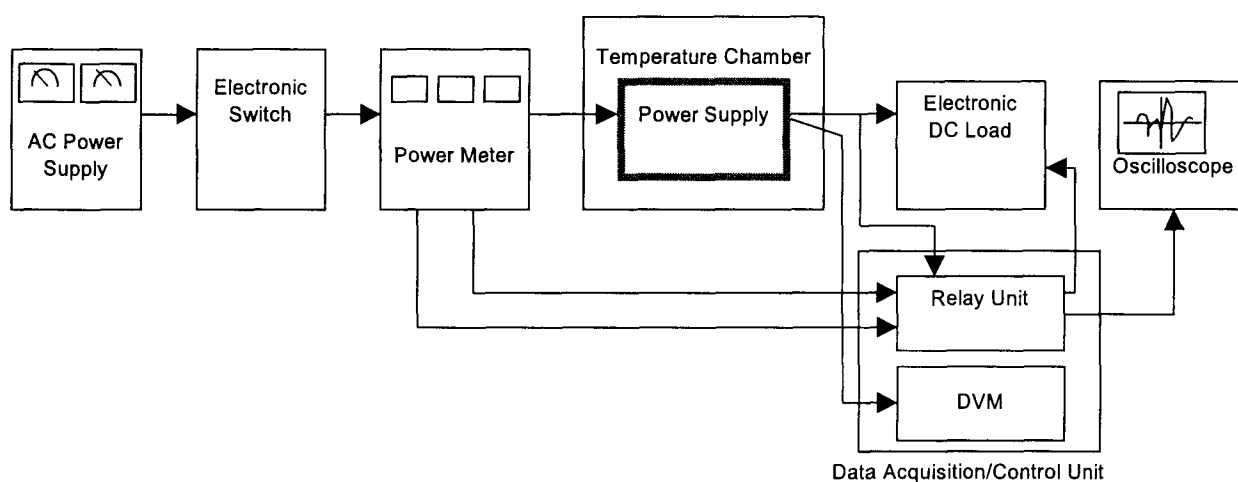 AC Power
Supply
Electronic
Switch
Power Meter
Temperature Chamber
Power Supply
Electronic
DC Load
Oscilloscope
Relay Unit
DVM
Data Acquisition/Control Unit